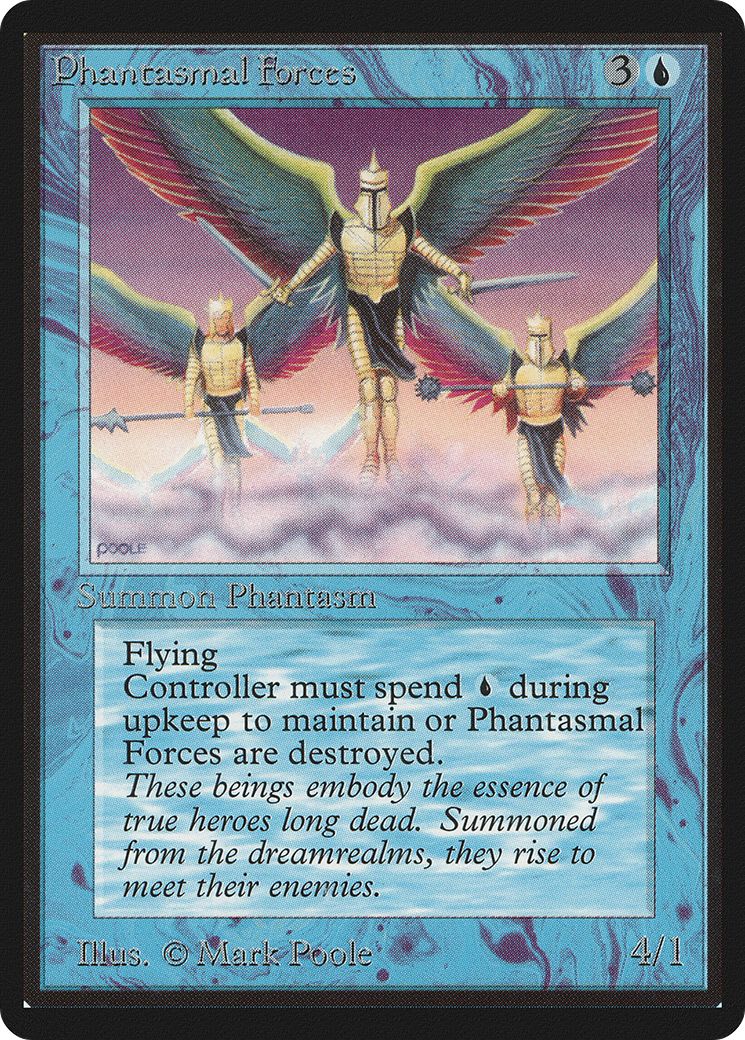 Phantasmal Forces 3
POOLE
Summon Phantasm
Flying
Controller must spend during
upkeep to maintain or Phantasmal
Forces are destroyed.
These beings embody the essence of
true heroes long dead. Summoned
from the dreamrealms, they rise to
meet their enemies.
Illus. © Mark Poole 4/1